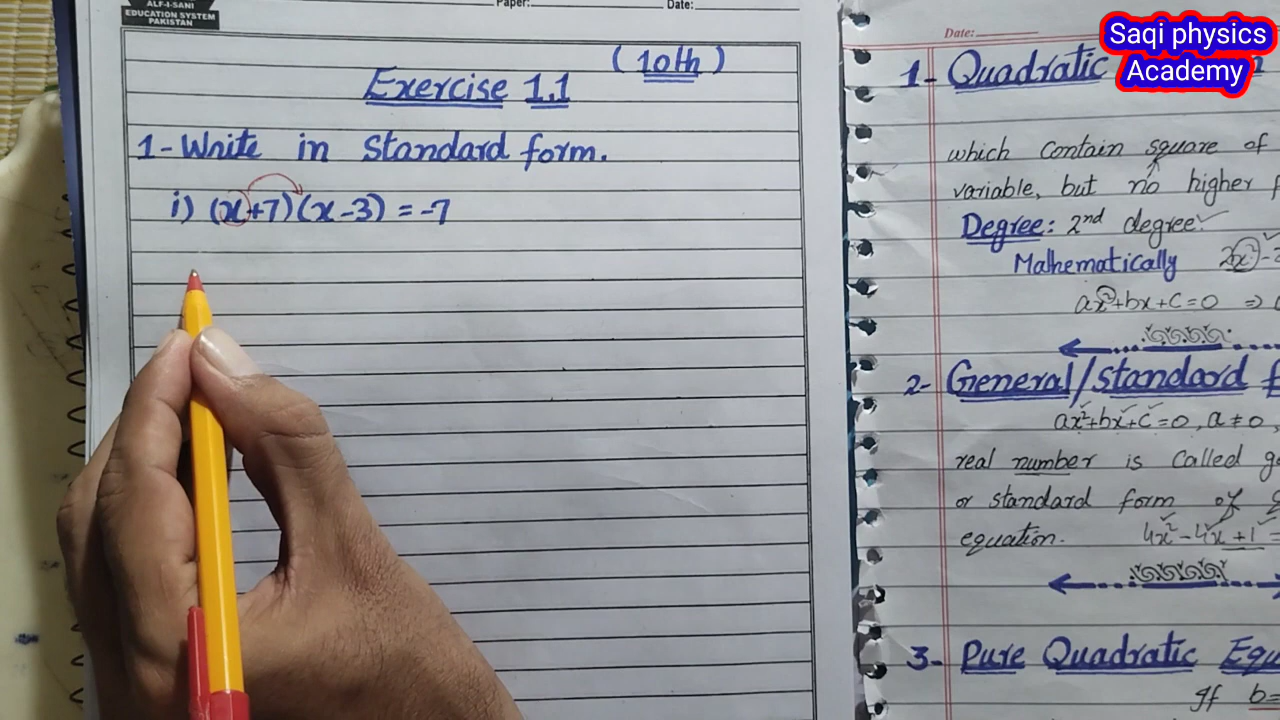 ALF-I-SANI
EDUCATION SYSTEM
PAKISTAN
Paper:
Date:
(10th)
Exercise 1.1
1- Write in Standard form.
i) (x+7)(x-3) = -7
Saqi physics
Academy
Date:
1- Quadratic
which contain square of
variable, but no higher
Degree: 2nd degree.
Mathematically 2x²-
ax²+bx+c=0 ⇒
2- General/standard f
ax²+bx+c=0, a≠0,
real number is called
or standard form of
equation. 4x²-4x+1=
3- Pure Quadratic Equ
If b=